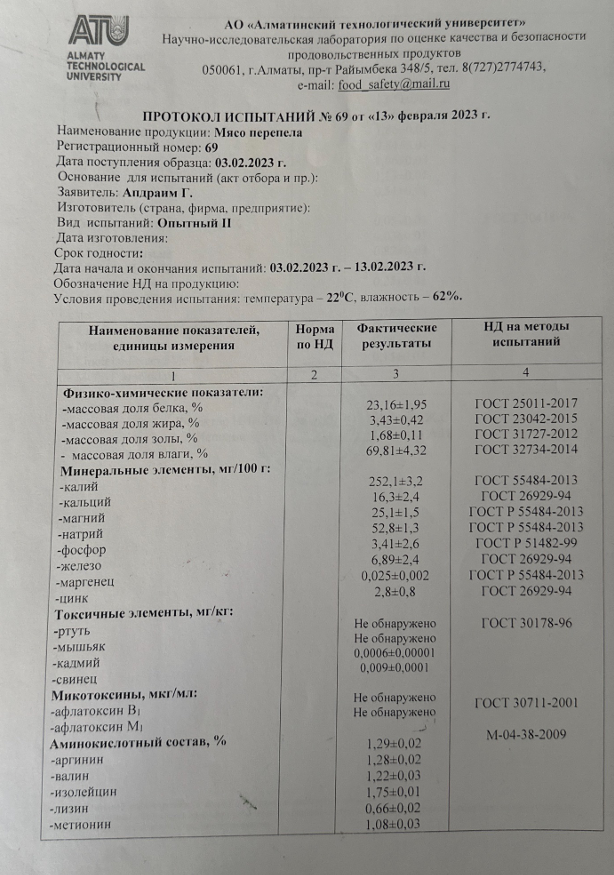 ATU
ALMATY
TECHNOLOGICAL
UNIVERSITY
АО «Алматинский технологический университет»
Научно-исследовательская лаборатория по оценке качества и безопасности
продовольственных продуктов
050061, г.Алматы, пр-т Райымбека 348/5, тел. 8(727)2774743,
e-mail: food_safety@mail.ru
ПРОТОКОЛ ИСПЫТАНИЙ № 69 от «13» февраля 2023 г.
Наименование продукции: Мясо перепела
Регистрационный номер: 69
Дата поступления образца: 03.02.2023 г.
Основание для испытаний (акт отбора и пр.):
Заявитель: Апдраим Г.
Изготовитель (страна, фирма, предприятие):
Вид испытаний: Опытный II
Дата изготовления:
Срок годности:
Дата начала и окончания испытаний: 03.02.2023 г. – 13.02.2023 г.
Обозначение НД на продукцию:
Условия проведения испытания: температура – 22⁰С, влажность – 62%.
Наименование показателей, единицы измерения Норма по НД Фактические результаты НД на методы испытаний
1 2 3 4
Физико-химические показатели:
-массовая доля белка, % 23,16±1,95 ГОСТ 25011-2017
-массовая доля жира, % 3,43±0,42 ГОСТ 23042-2015
-массовая доля золы, % 1,68±0,11 ГОСТ 31727-2012
- массовая доля влаги, % 69,81±4,32 ГОСТ 32734-2014
Минеральные элементы, мг/100 г:
-калий 252,1±3,2 ГОСТ 55484-2013
-кальций 16,3±2,4 ГОСТ 26929-94
-магний 25,1±1,5 ГОСТ Р 55484-2013
-натрий 52,8±1,3 ГОСТ Р 55484-2013
-фосфор 3,41±2,6 ГОСТ Р 51482-99
-железо 6,89±2,4 ГОСТ 26929-94
-маргенец 0,025±0,002 ГОСТ Р 55484-2013
-цинк 2,8±0,8 ГОСТ 26929-94
Токсичные элементы, мг/кг:
-ртуть Не обнаружено ГОСТ 30178-96
-мышьяк Не обнаружено
-кадмий 0,0006±0,00001
-свинец 0,009±0,0001
Микотоксины, мкг/мл:
-афлатоксин В₁ Не обнаружено ГОСТ 30711-2001
-афлатоксин М₁ Не обнаружено
Аминокислотный состав, % М-04-38-2009
-аргинин 1,29±0,02
-валин 1,28±0,02
-изолейцин 1,22±0,03
-лизин 1,75±0,01
-метионин 0,66±0,02
1,08±0,03